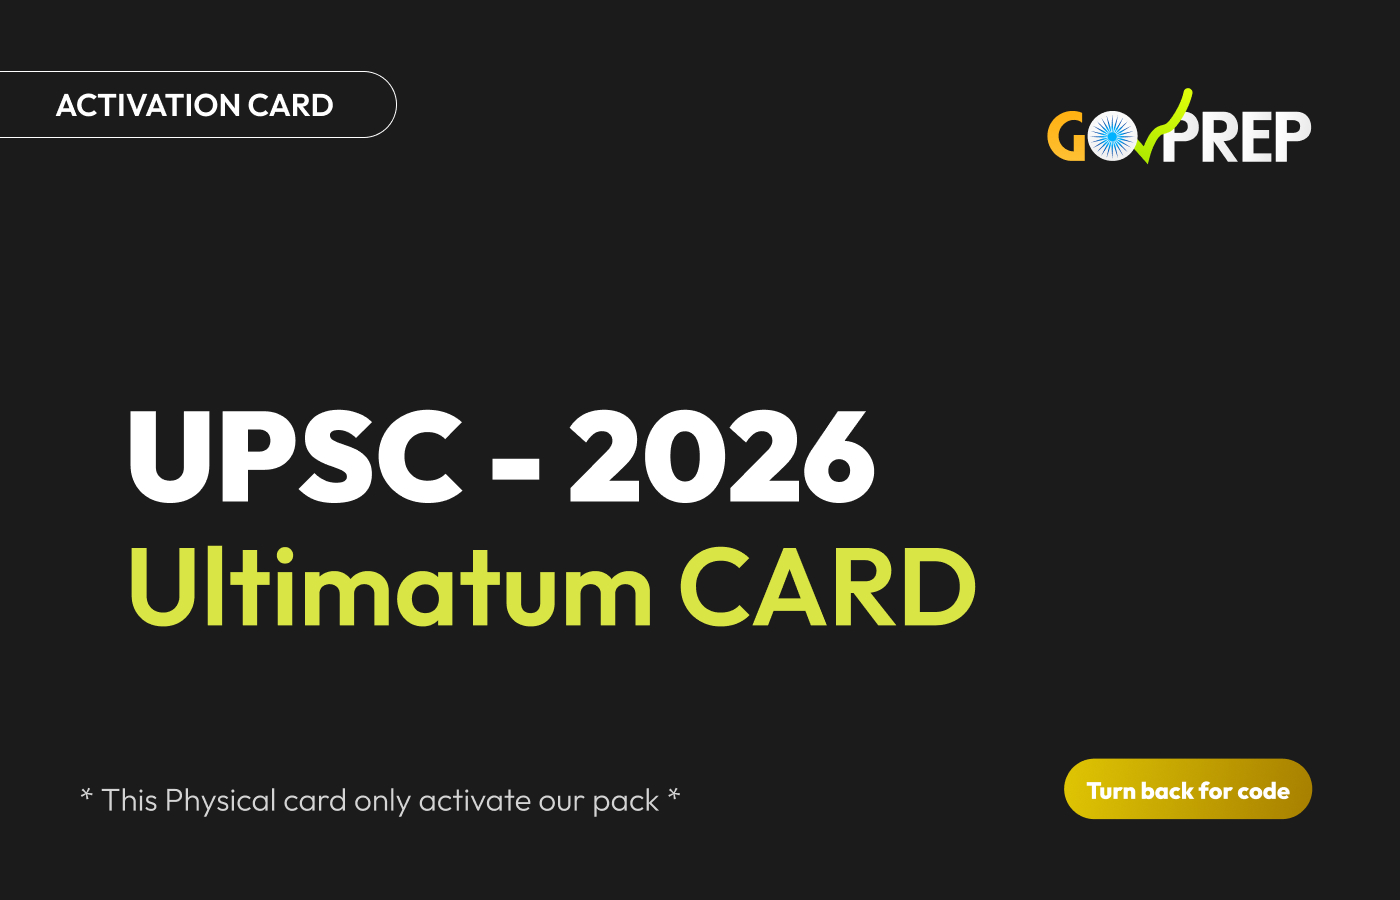 ACTIVATION CARD
GOVPREP
UPSC - 2026
Ultimatum CARD
* This Physical card only activate our pack *
Turn back for code